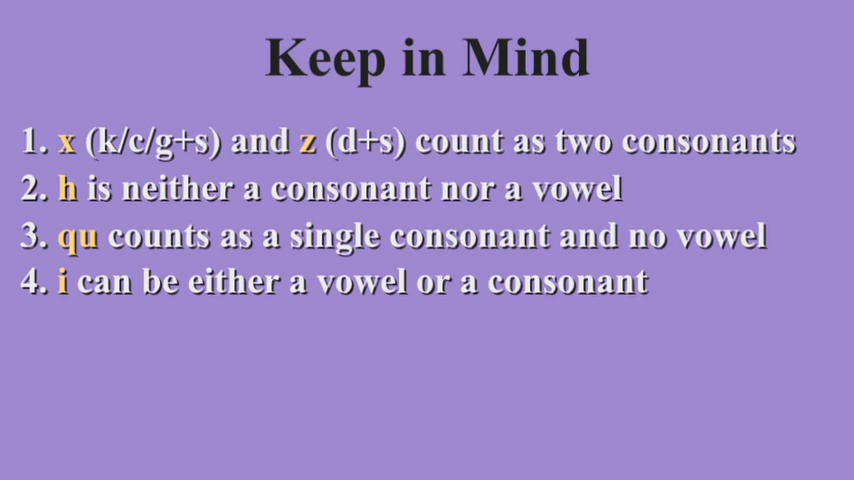 Keep in Mind
1. x (k/c/g+s) and z (d+s) count as two consonants
2. h is neither a consonant nor a vowel
3. qu counts as a single consonant and no vowel
4. i can be either a vowel or a consonant